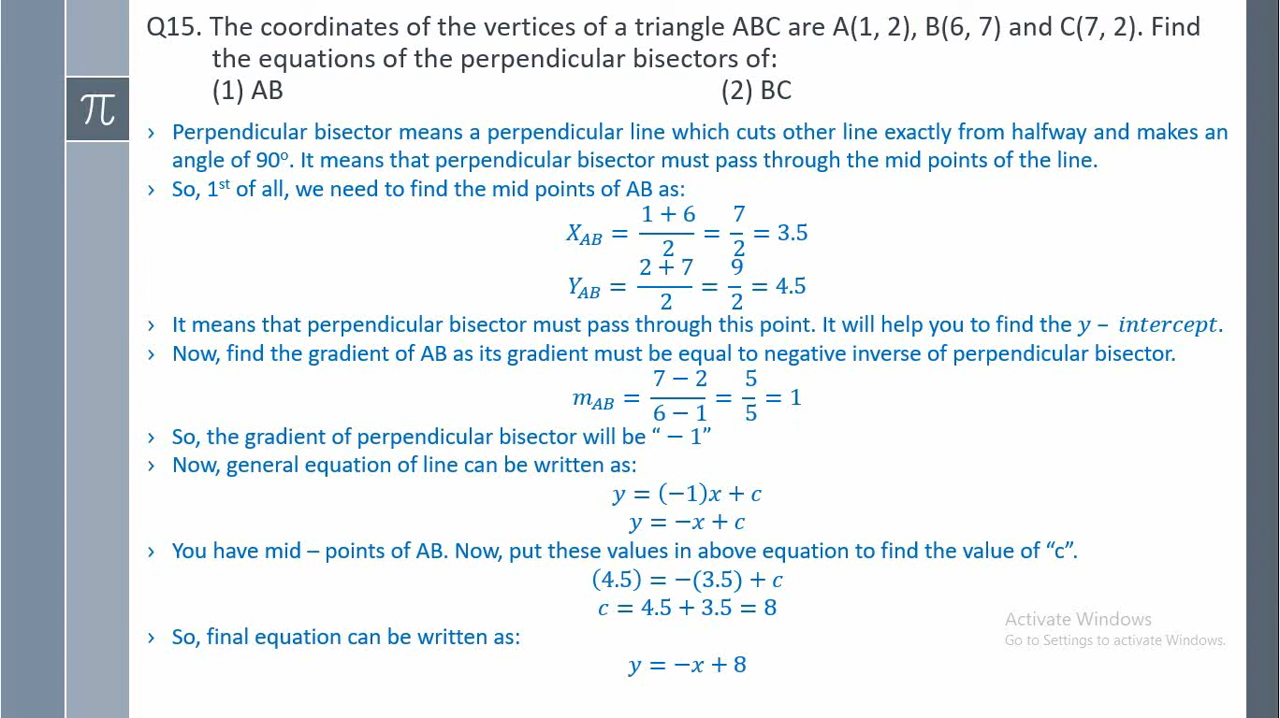 Q15. The coordinates of the vertices of a triangle ABC are A(1, 2), B(6, 7) and C(7, 2). Find
the equations of the perpendicular bisectors of:
(1) AB (2) BC
π
› Perpendicular bisector means a perpendicular line which cuts other line exactly from halfway and makes an
angle of 90º. It means that perpendicular bisector must pass through the mid points of the line.
› So, 1ˢᵗ of all, we need to find the mid points of AB as:
X_AB = (1 + 6)/2 = 7/2 = 3.5
Y_AB = (2 + 7)/2 = 9/2 = 4.5
› It means that perpendicular bisector must pass through this point. It will help you to find the y – intercept.
› Now, find the gradient of AB as its gradient must be equal to negative inverse of perpendicular bisector.
m_AB = (7 − 2)/(6 − 1) = 5/5 = 1
› So, the gradient of perpendicular bisector will be “ − 1”
› Now, general equation of line can be written as:
y = (−1)x + c
y = −x + c
› You have mid – points of AB. Now, put these values in above equation to find the value of “c”.
(4.5) = −(3.5) + c
c = 4.5 + 3.5 = 8
› So, final equation can be written as:
y = −x + 8
Activate Windows
Go to Settings to activate Windows.